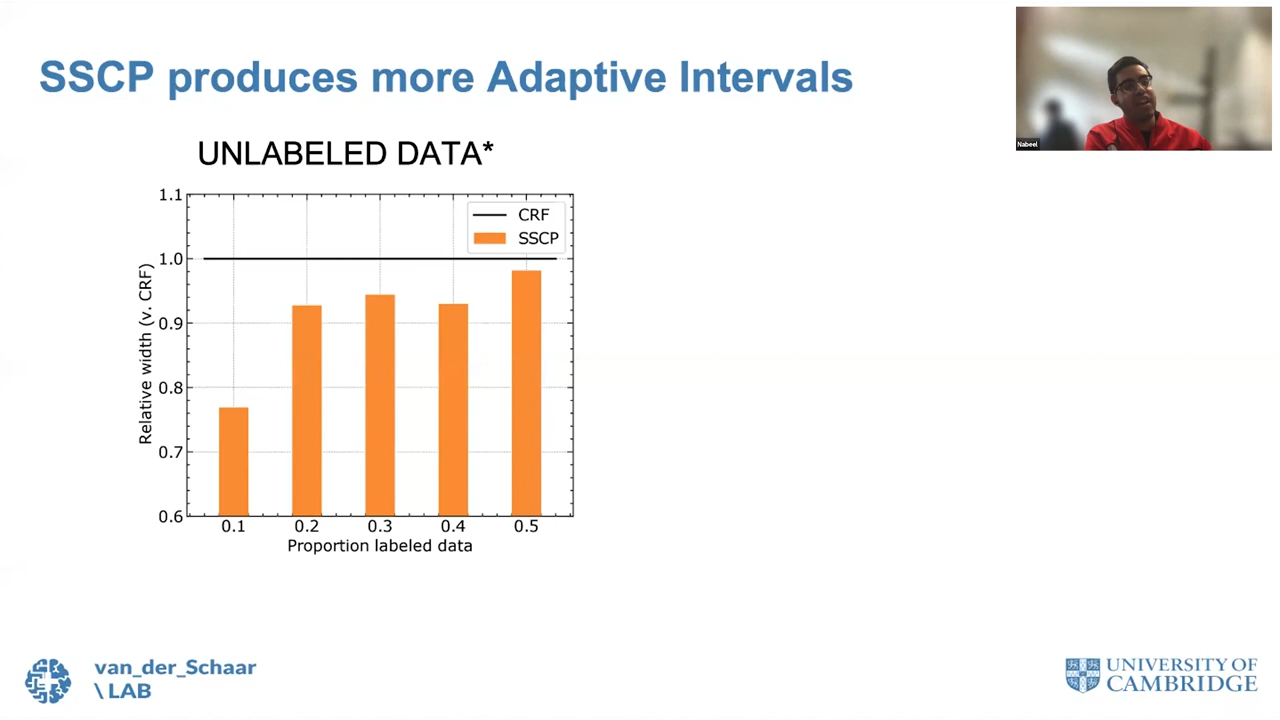 SSCP produces more Adaptive Intervals
Nabeel
UNLABELED DATA*
1.1
1.0
0.9
0.8
0.7
0.6
Relative width (v. CRF)
CRF
SSCP
0.1 0.2 0.3 0.4 0.5
Proportion labeled data
van_der_Schaar
\ LAB
UNIVERSITY OF
CAMBRIDGE